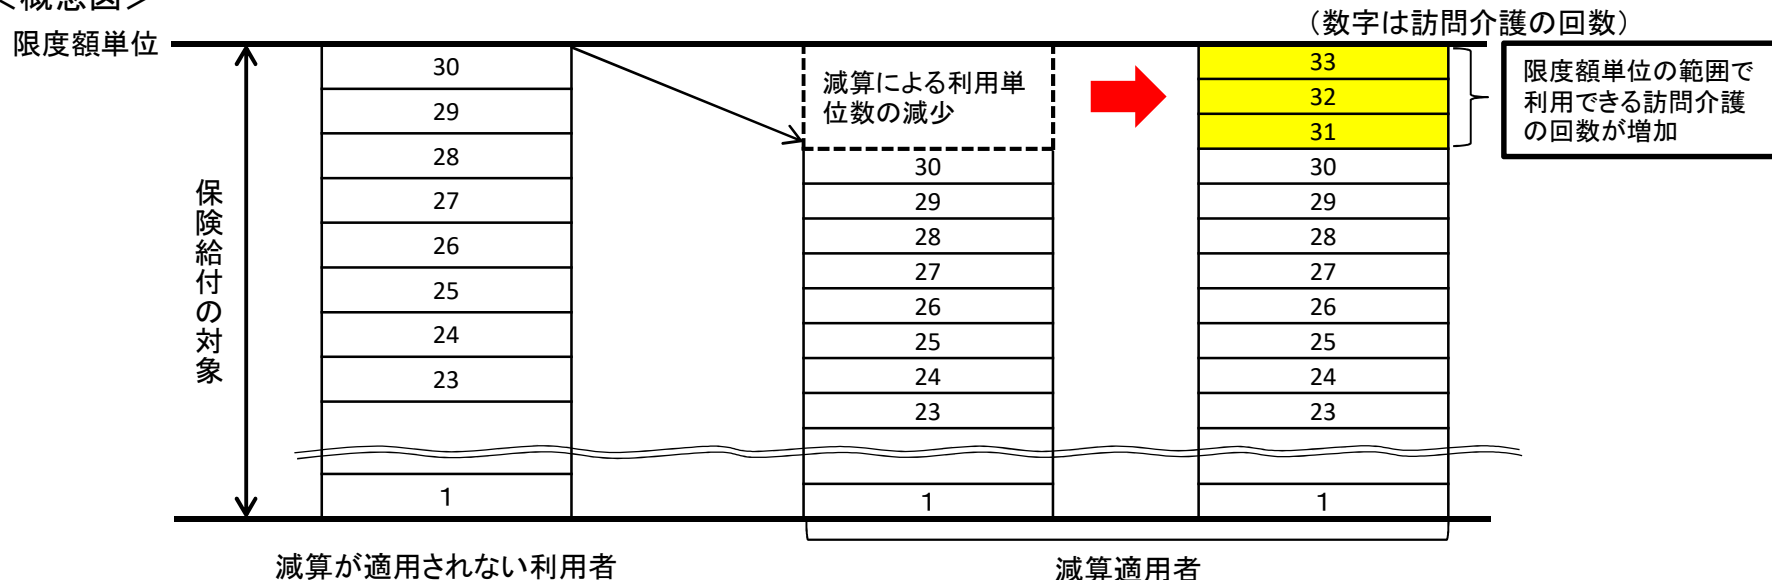 ＜概念図＞
（数字は訪問介護の回数）
限度額単位
保険給付の対象
30
29
28
27
26
25
24
23
1
減算による利用単
位数の減少
30
29
28
27
26
25
24
23
1
33
32
31
30
29
28
27
26
25
24
23
1
限度額単位の範囲で
利用できる訪問介護
の回数が増加
減算が適用されない利用者
減算適用者